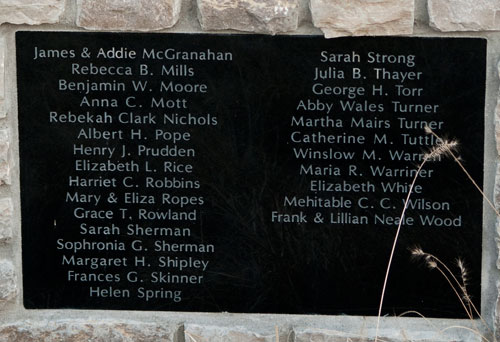 James & Addie McGranahan
Rebecca B. Mills
Benjamin W. Moore
Anna C. Mott
Rebekah Clark Nichols
Albert H. Pope
Henry J. Prudden
Elizabeth L. Rice
Harriet C. Robbins
Mary & Eliza Ropes
Grace T. Rowland
Sarah Sherman
Sophronia G. Sherman
Margaret H. Shipley
Frances G. Skinner
Helen Spring
Sarah Strong
Julia B. Thayer
George H. Torr
Abby Wales Turner
Martha Mairs Turner
Catherine M. Tuttle
Winslow M. Warren
Maria R. Warriner
Elizabeth White
Mehitable C. C. Wilson
Frank & Lillian Neale Wood